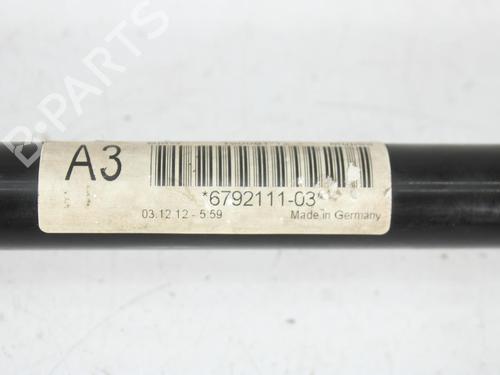 B-PARTS
A3
*6792111-03*
03.12.12 - 5:59
Made in Germany